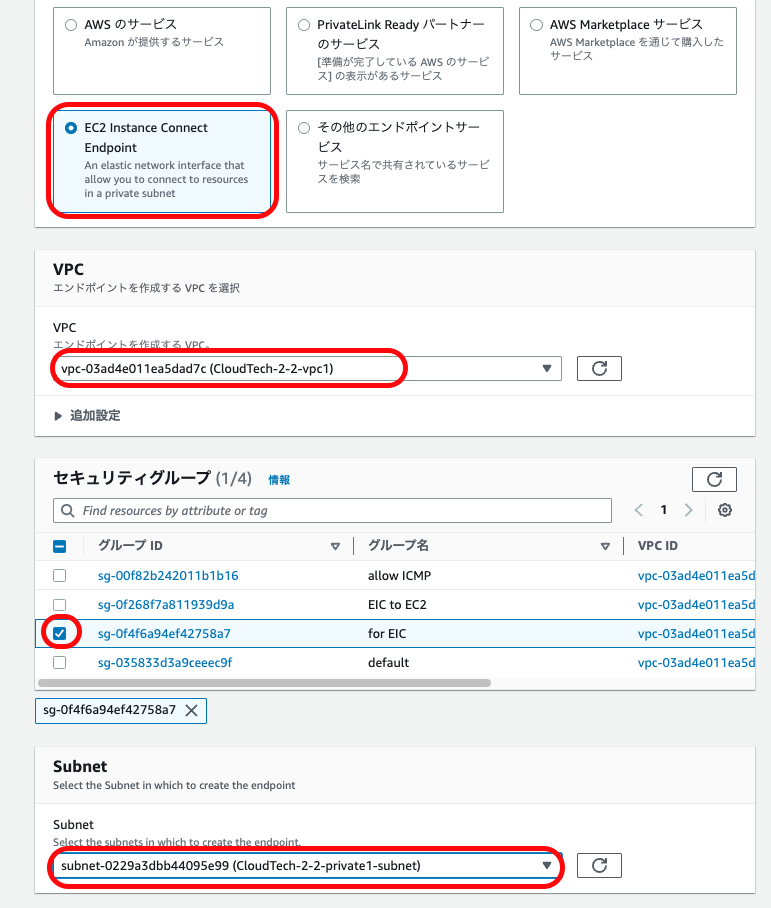 AWS のサービス
Amazon が提供するサービス
PrivateLink Ready パートナー
のサービス
[準備が完了している AWS のサービ
ス] の表示があるサービス
AWS Marketplace サービス
AWS Marketplace を通じて購入した
サービス
EC2 Instance Connect
Endpoint
An elastic network interface that
allow you to connect to resources
in a private subnet
その他のエンドポイントサー
ビス
サービス名で共有されているサービ
スを検索
VPC
エンドポイントを作成する VPC を選択
VPC
エンドポイントを作成する VPC。
vpc-03ad4e011ea5dad7c (CloudTech-2-2-vpc1)
追加設定
セキュリティグループ (1/4) 情報
Find resources by attribute or tag
1
グループ ID グループ名 VPC ID
sg-00f82b242011b1b16 allow ICMP vpc-03ad4e011ea5d
sg-0f268f7a811939d9a EIC to EC2 vpc-03ad4e011ea5d
sg-0f4f6a94ef42758a7 for EIC vpc-03ad4e011ea5d
sg-035833d3a9ceeec9f default vpc-03ad4e011ea5d
sg-0f4f6a94ef42758a7
Subnet
Select the Subnet in which to create the endpoint
Subnet
Select the subnets in which to create the endpoint.
subnet-0229a3dbb44095e99 (CloudTech-2-2-private1-subnet)